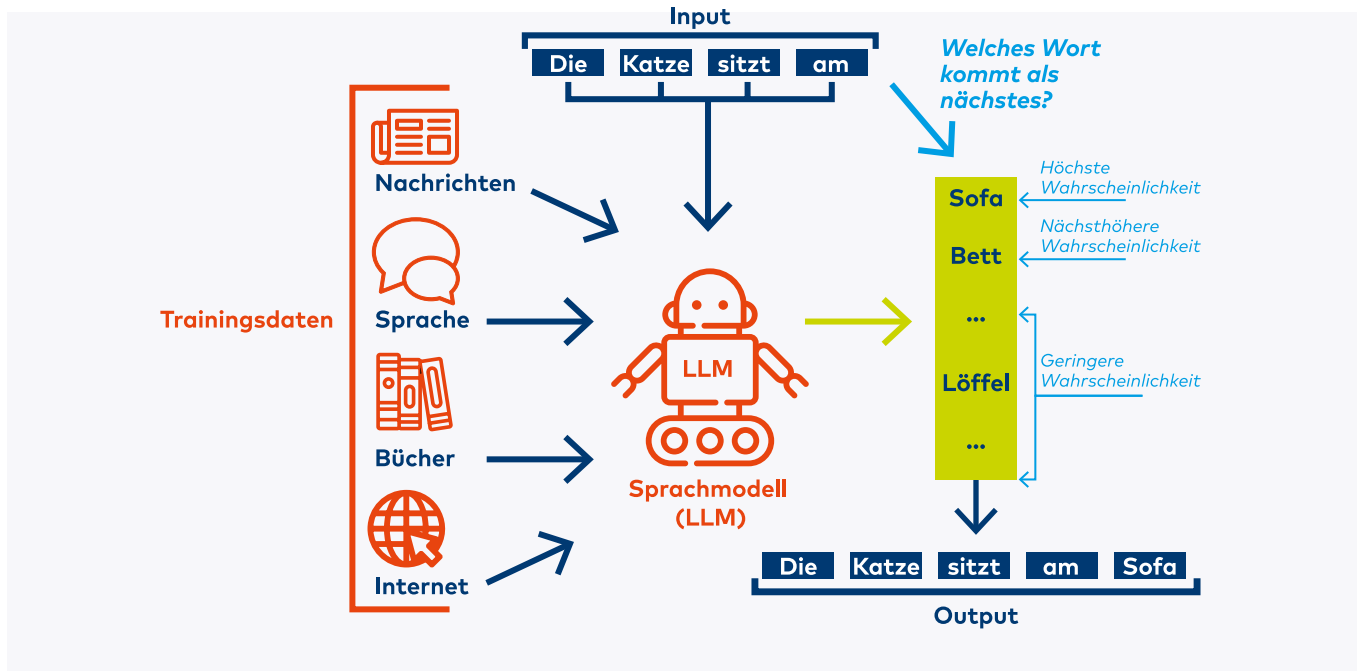 Input
Die Katze sitzt am
Welches Wort
kommt als
nächstes?
Trainingsdaten
Nachrichten
Sprache
Bücher
Internet
LLM
Sprachmodell
(LLM)
Sofa
Bett
...
Löffel
...
Höchste
Wahrscheinlichkeit
Nächsthöhere
Wahrscheinlichkeit
Geringere
Wahrscheinlichkeit
Die Katze sitzt am Sofa
Output